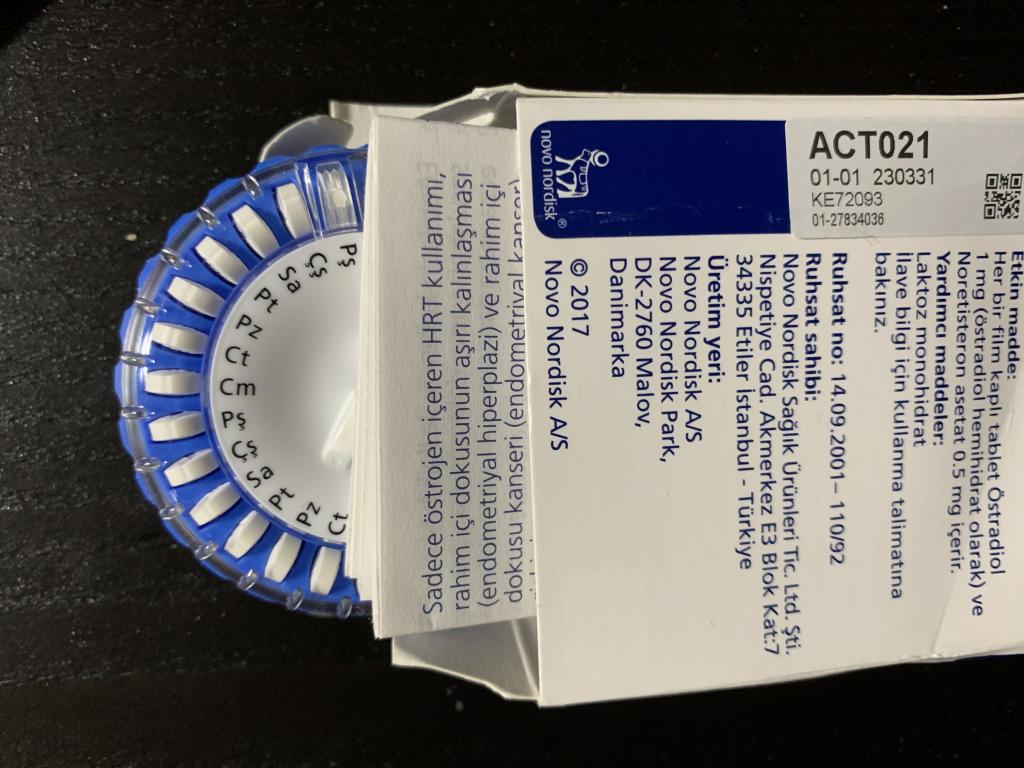 Pş
Çş
Sa
Pt
Pz
Ct
Cm
Pş
Çş
Sa
Pt
Pz
Ct
Sadece östrojen içeren HRT kullanımı,
rahim içi dokusunun aşırı kalınlaşması
(endometriyal hiperplazi) ve rahim içi
dokusu kanseri (endometriyal kanser)
novo nordisk®
ACT021
01-01 230331
KE72093
01-27834036
Etkin madde:
Her bir film kaplı tablet Östradiol
1 mg (östradiol hemihidrat olarak) ve
Noretisteron asetat 0.5 mg içerir.
Yardımcı maddeler:
Laktoz monohidrat
İlave bilgi için kullanma talimatına
bakınız.
Ruhsat no: 14.09.2001– 110/92
Ruhsat sahibi:
Novo Nordisk Sağlık Ürünleri Tic. Ltd. Şti.
Nispetiye Cad. Akmerkez E3 Blok Kat:7
34335 Etiler İstanbul - Türkiye
Üretim yeri:
Novo Nordisk A/S
Novo Nordisk Park,
DK-2760 Malov,
Danimarka
© 2017
Novo Nordisk A/S